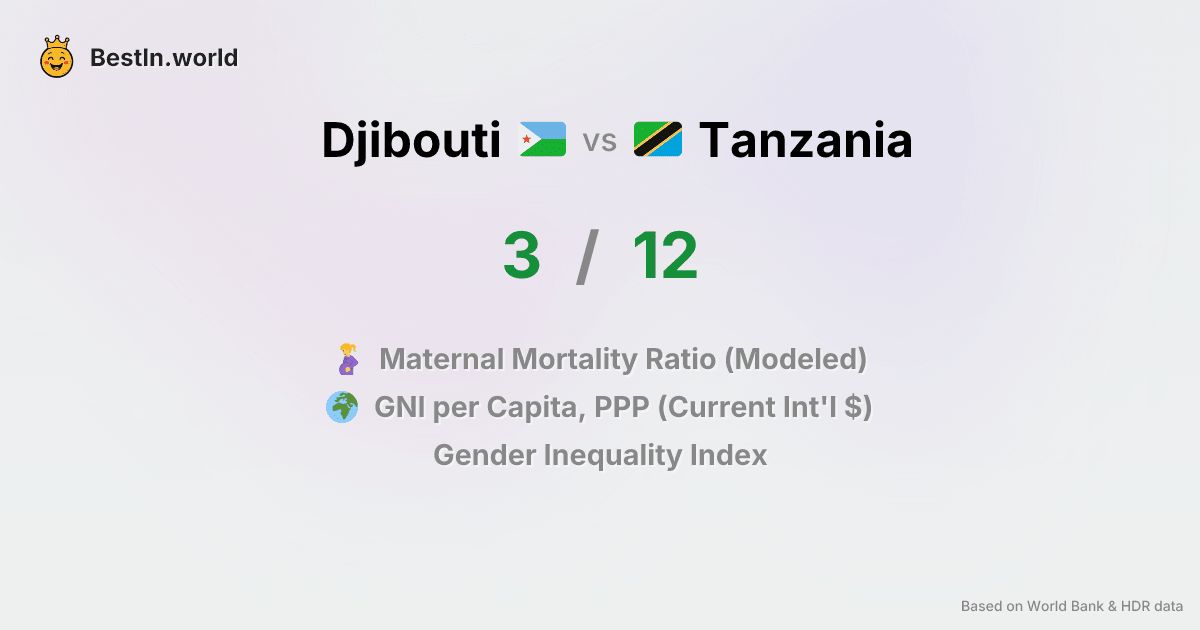 BestIn.world
Djibouti vs Tanzania
3 / 12
Maternal Mortality Ratio (Modeled)
GNI per Capita, PPP (Current Int'l $)
Gender Inequality Index
Based on World Bank & HDR data